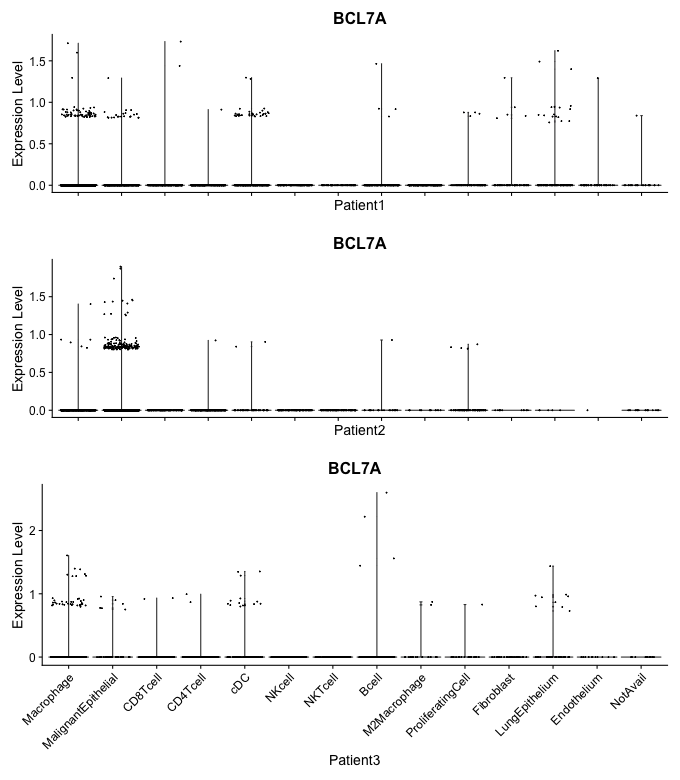 BCL7A
Expression Level
1.5
1.0
0.5
0.0
Patient1
BCL7A
Expression Level
1.5
1.0
0.5
0.0
Patient2
BCL7A
Expression Level
2
1
0
Macrophage
MalignantEpithelial
CD8Tcell
CD4Tcell
cDC
NKcell
NKTcell
Bcell
M2Macrophage
ProliferatingCell
Fibroblast
LungEpithelium
Endothelium
NotAvail
Patient3